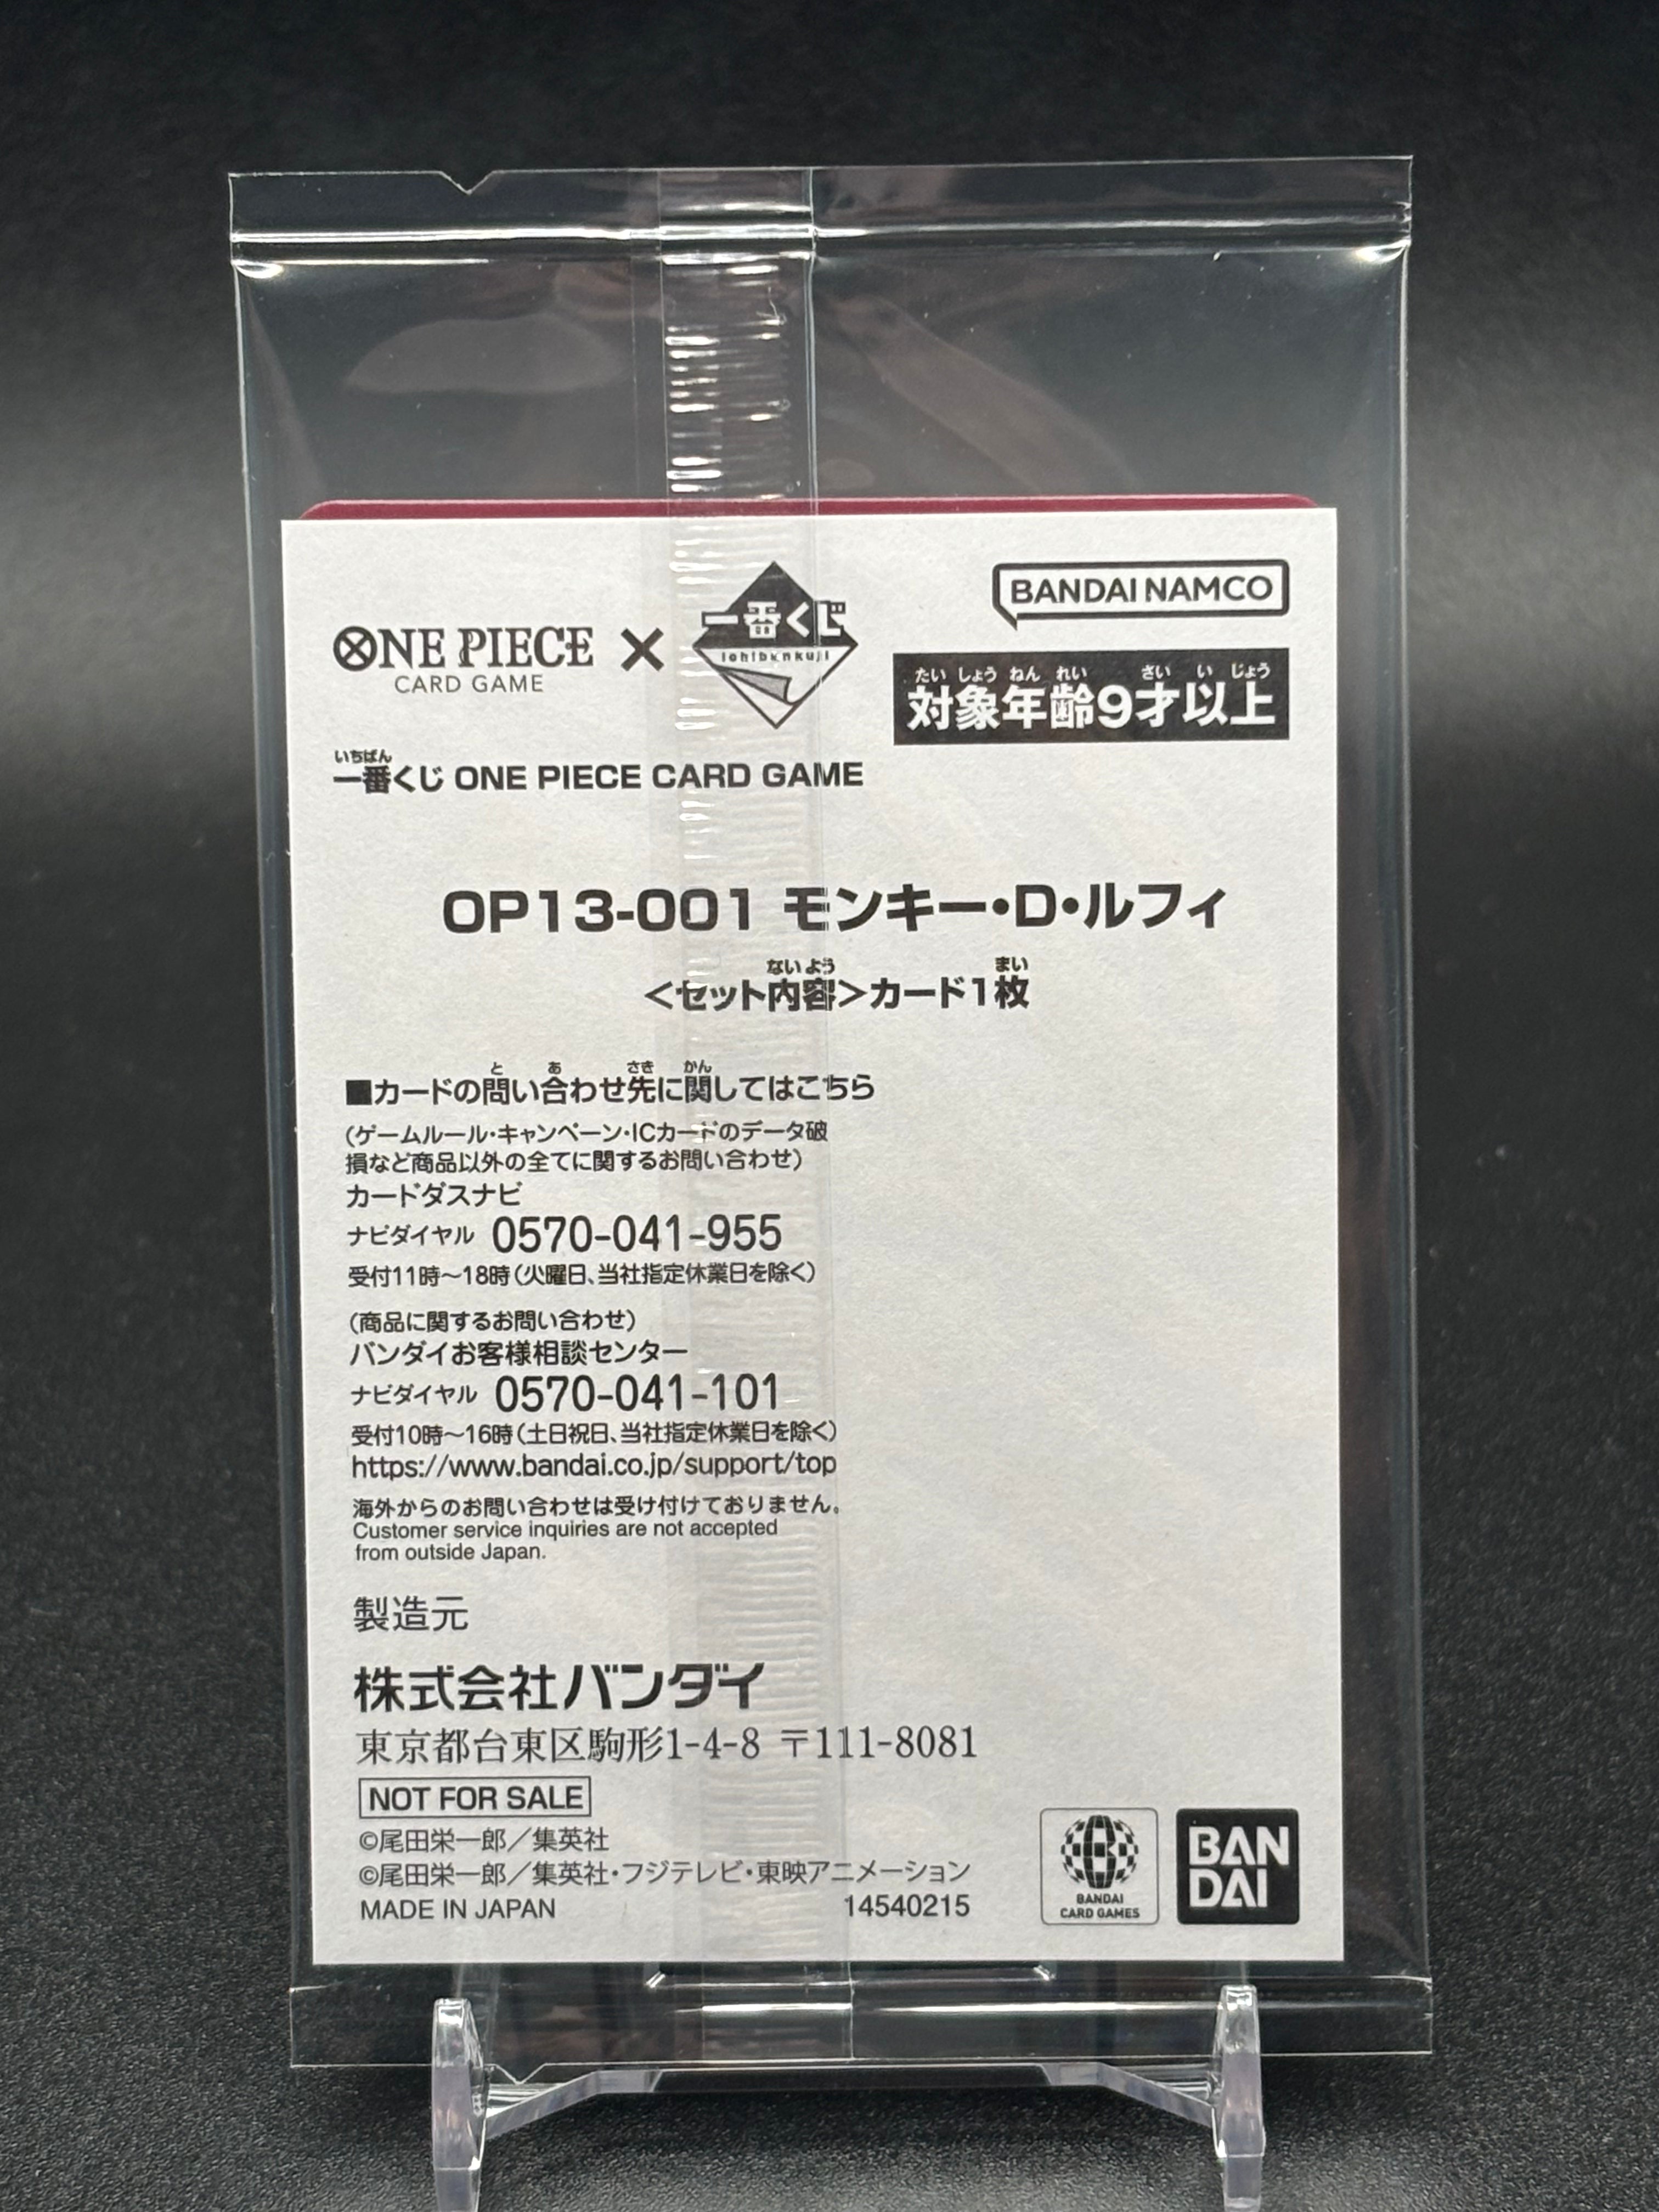 ONE PIECE
CARD GAME
×
一番くじ
ichibankuji
BANDAI NAMCO
たいしょうねんれい さいいじょう
対象年齢9才以上
いちばん
一番くじ ONE PIECE CARD GAME
OP13-001 モンキー・D・ルフィ
ないよう まい
<セット内容>カード1枚
と あ さき かん
■カードの問い合わせ先に関してはこちら
(ゲームルール・キャンペーン・ICカードのデータ破
損など商品以外の全てに関するお問い合わせ)
カードダスナビ
ナビダイヤル 0570-041-955
受付11時～18時(火曜日、当社指定休業日を除く)
(商品に関するお問い合わせ)
バンダイお客様相談センター
ナビダイヤル 0570-041-101
受付10時～16時(土日祝日、当社指定休業日を除く)
https://www.bandai.co.jp/support/top
海外からのお問い合わせは受け付けておりません。
Customer service inquiries are not accepted
from outside Japan.
製造元
株式会社バンダイ
東京都台東区駒形1-4-8 〒111-8081
NOT FOR SALE
©尾田栄一郎／集英社
©尾田栄一郎／集英社・フジテレビ・東映アニメーション
MADE IN JAPAN 14540215
B
BANDAI
CARD GAMES
BAN
DAI